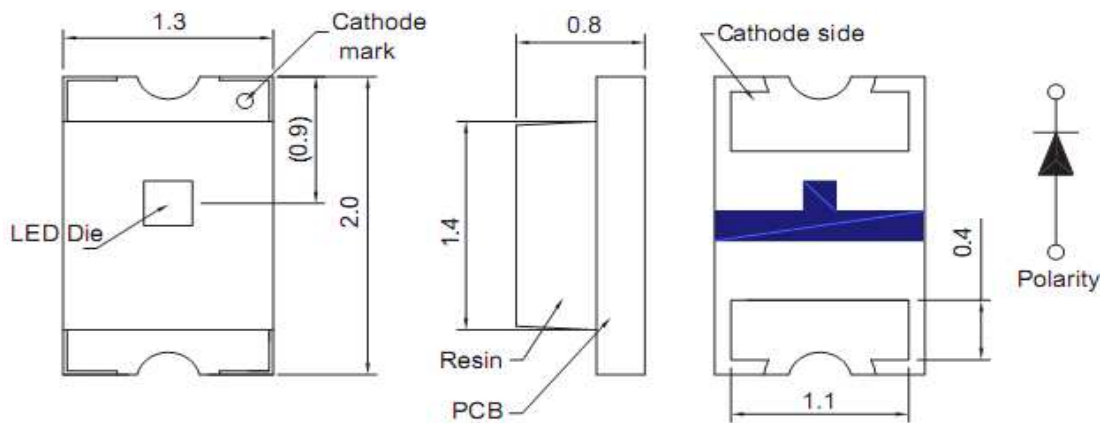 1.3
Cathode
mark
(0.9)
2.0
LED Die
0.8
1.4
Resin
PCB
Cathode side
0.4
1.1
Polarity